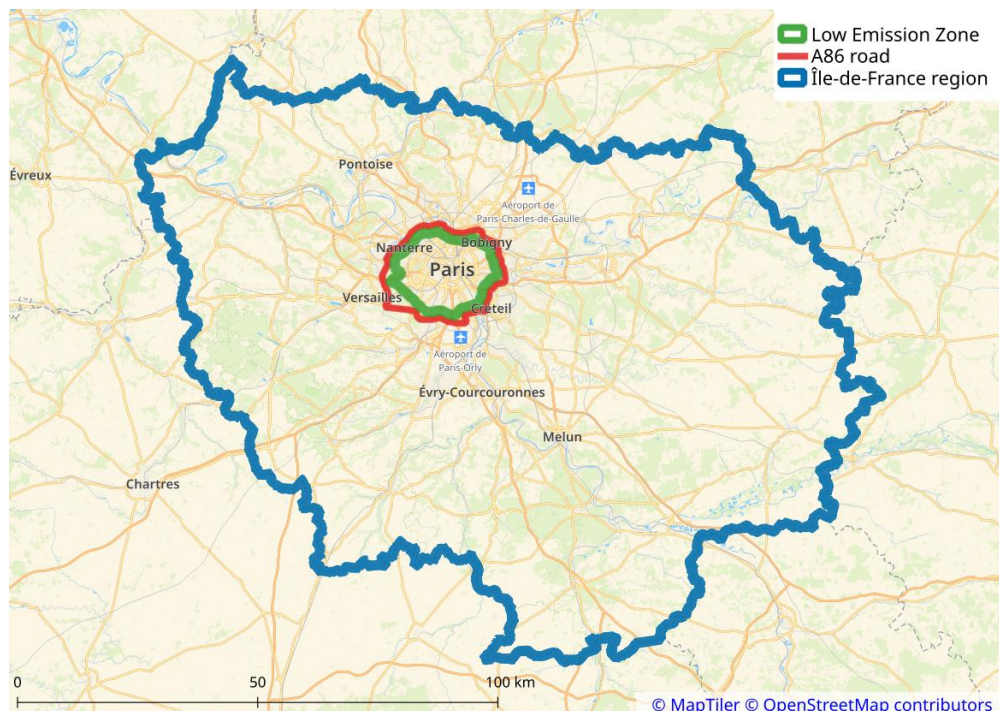 Low Emission Zone
A86 road
Île-de-France region
Pontoise
Évreux
Aéroport de
Paris Charles-de-Gaulle
Nanterre
Bobigny
Paris
Versailles
Créteil
Aéroport de
Paris-Orly
Évry-Courcouronnes
Melun
Chartres
0
50
100 km
© MapTiler © OpenStreetMap contributors